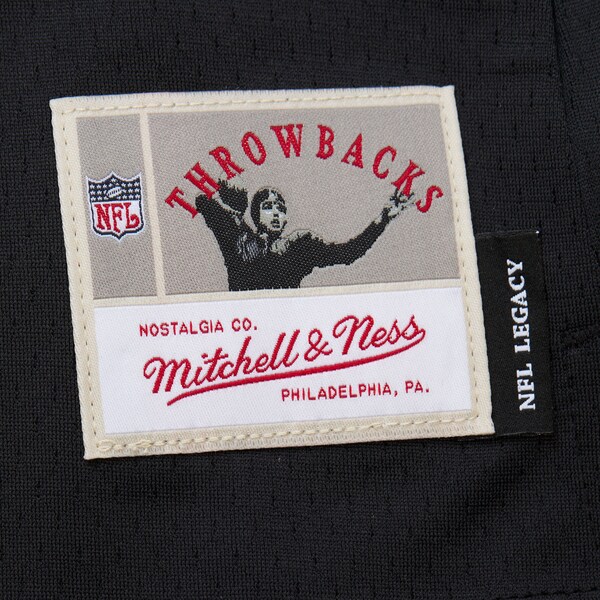 THROWBACKS
NFL
NOSTALGIA CO.
Mitchell & Ness
PHILADELPHIA, PA.
NFL LEGACY